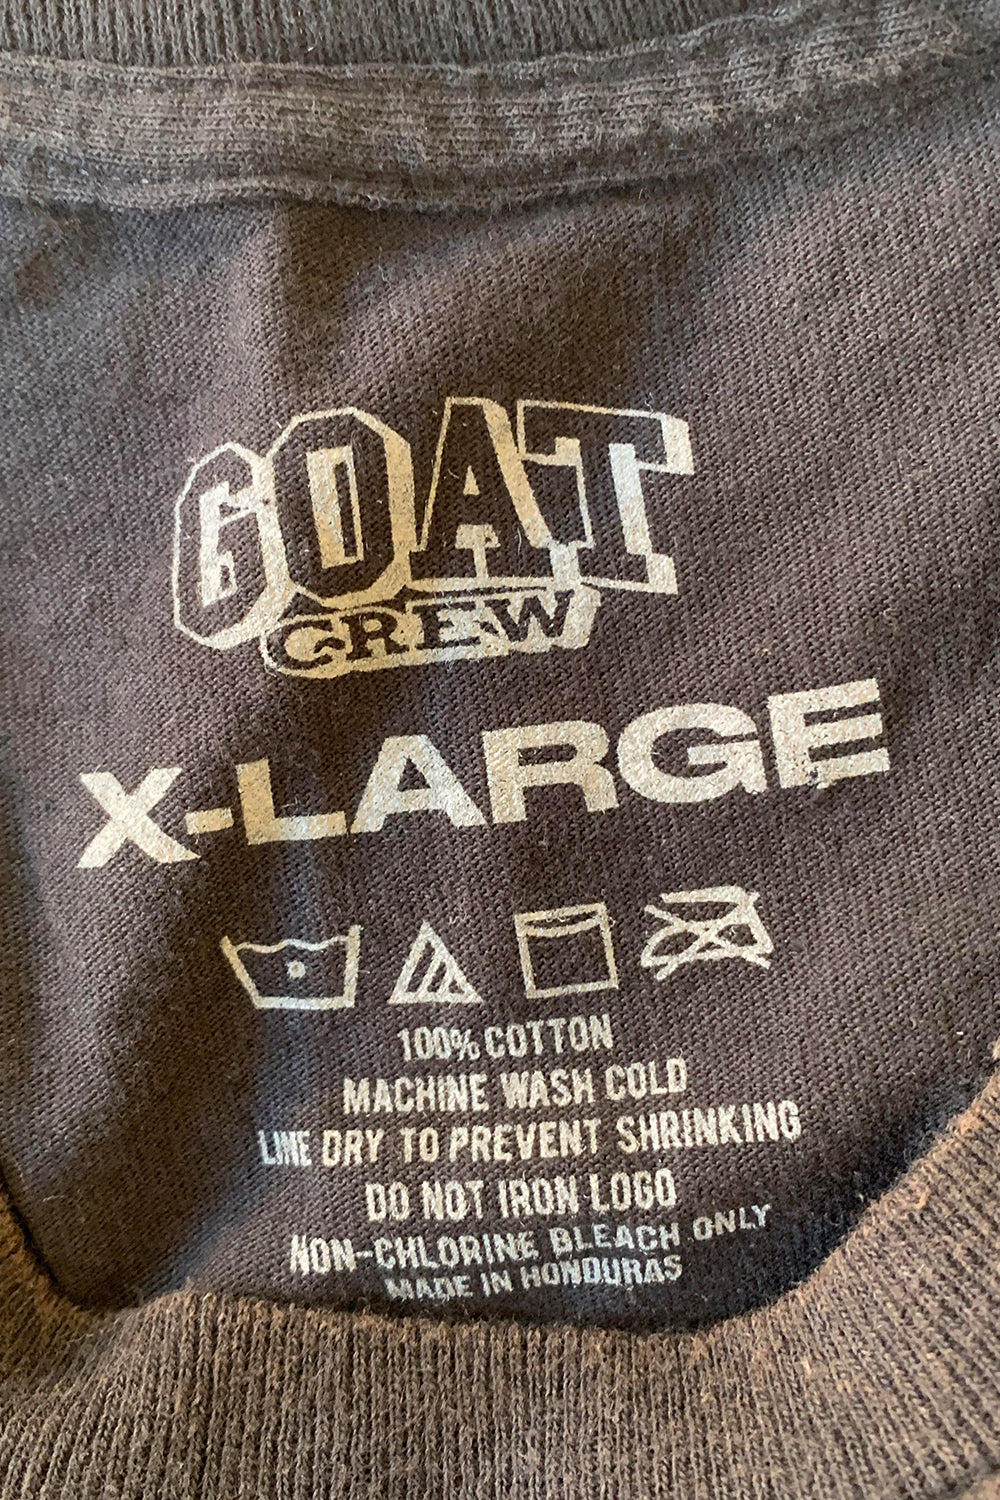 GOAT
CREW
X-LARGE
100% COTTON
MACHINE WASH COLD
LINE DRY TO PREVENT SHRINKING
DO NOT IRON LOGO
NON-CHLORINE BLEACH ONLY
MADE IN HONDURAS